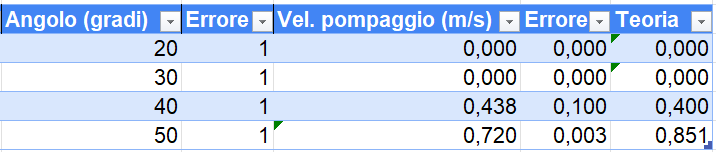 Angolo (gradi) Errore Vel. pompaggio (m/s) Errore Teoria
20 1 0,000 0,000 0,000
30 1 0,000 0,000 0,000
40 1 0,438 0,100 0,400
50 1 0,720 0,003 0,851